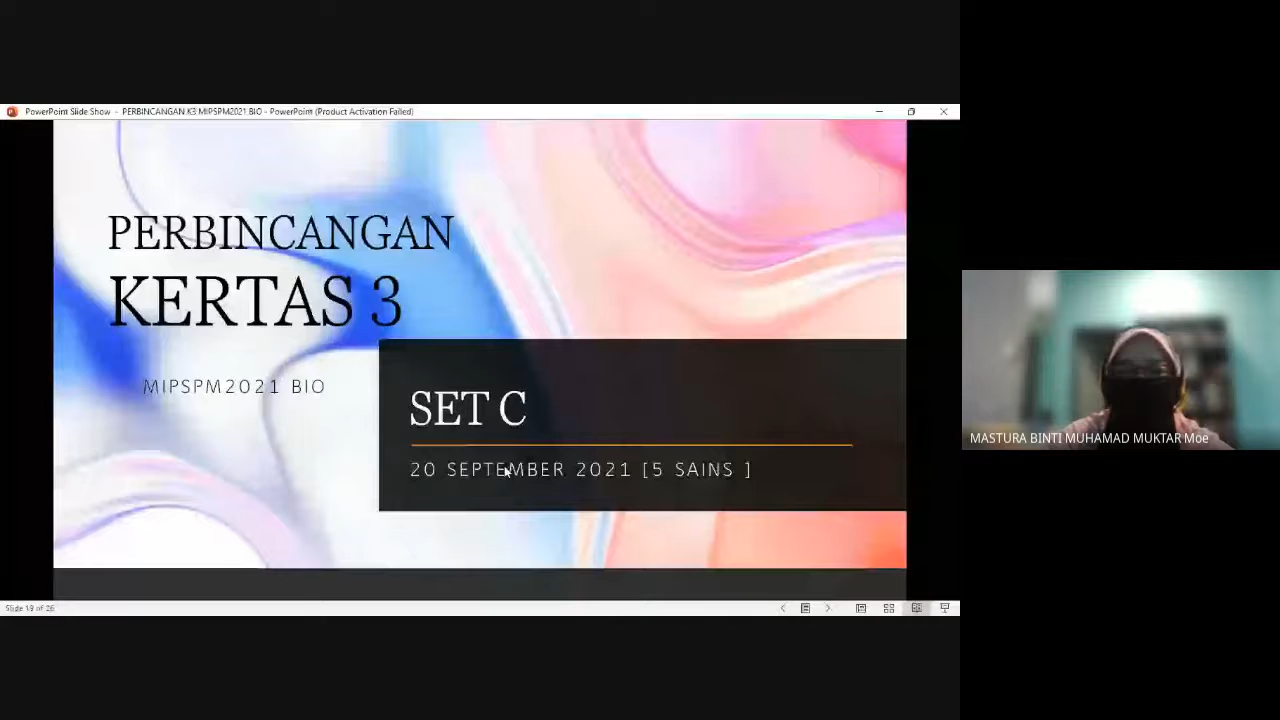 PowerPoint Slide Show - PERBINCANGAN K3 MIPSPM2021 BIO - PowerPoint (Product Activation Failed)
PERBINCANGAN
KERTAS 3
MIPSPM2021 BIO
SET C
20 SEPTEMBER 2021 [5 SAINS ]
MASTURA BINTI MUHAMAD MUKTAR Moe
Slide 19 of 26